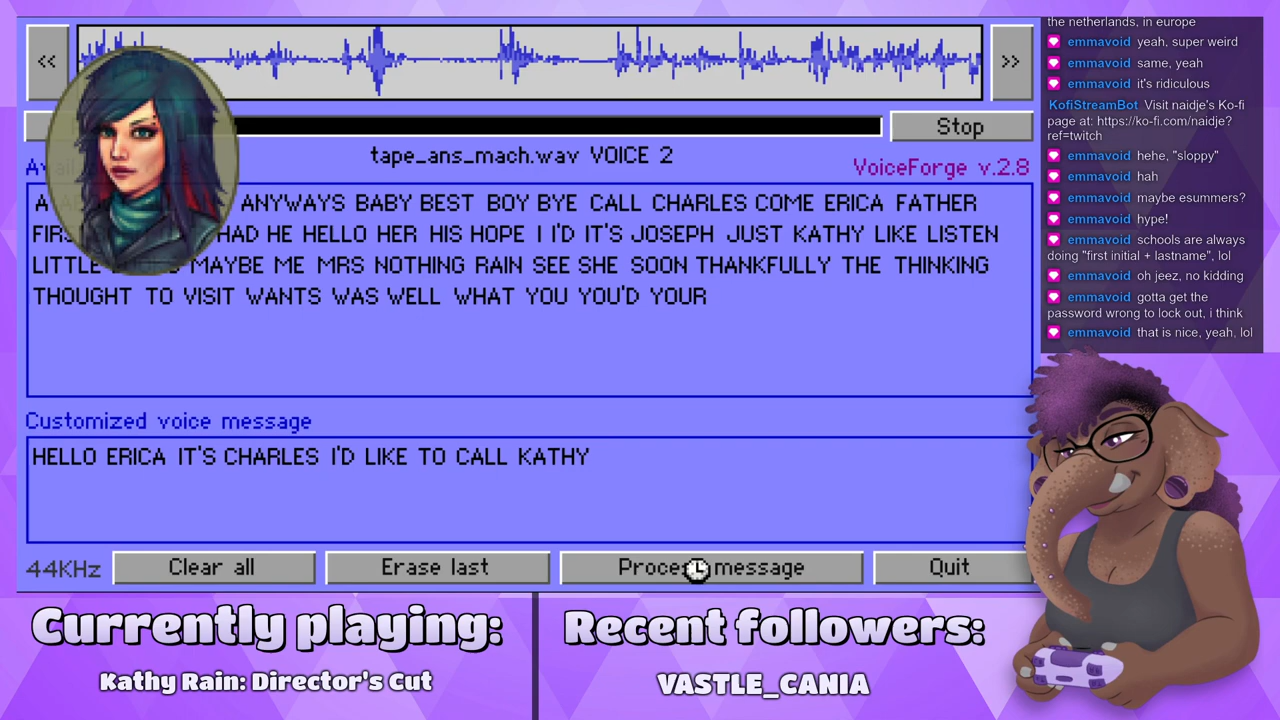 <<
>>
Stop
tape_ans_mach.wav VOICE 2
VoiceForge v.2.8
ANYWAYS BABY BEST BOY BYE CALL CHARLES COME ERICA FATHER
HAD HE HELLO HER HIS HOPE I I'D IT'S JOSEPH JUST KATHY LIKE LISTEN
LITTLE MAYBE ME MRS NOTHING RAIN SEE SHE SOON THANKFULLY THE THINKING
THOUGHT TO VISIT WANTS WAS WELL WHAT YOU YOU'D YOUR
Customized voice message
HELLO ERICA IT'S CHARLES I'D LIKE TO CALL KATHY
44KHz
Clear all
Erase last
Process message
Quit
the netherlands, in europe
emmavoid yeah, super weird
emmavoid same, yeah
emmavoid it's ridiculous
KofiStreamBot Visit naidje's Ko-fi
page at: https://ko-fi.com/naidje?
ref=twitch
emmavoid hehe, "sloppy"
emmavoid hah
emmavoid maybe esummers?
emmavoid hype!
emmavoid schools are always
doing "first initial + lastname", lol
emmavoid oh jeez, no kidding
emmavoid gotta get the
password wrong to lock out, i think
emmavoid that is nice, yeah, lol
Currently playing:
Kathy Rain: Director's Cut
Recent followers:
VASTLE_CANIA